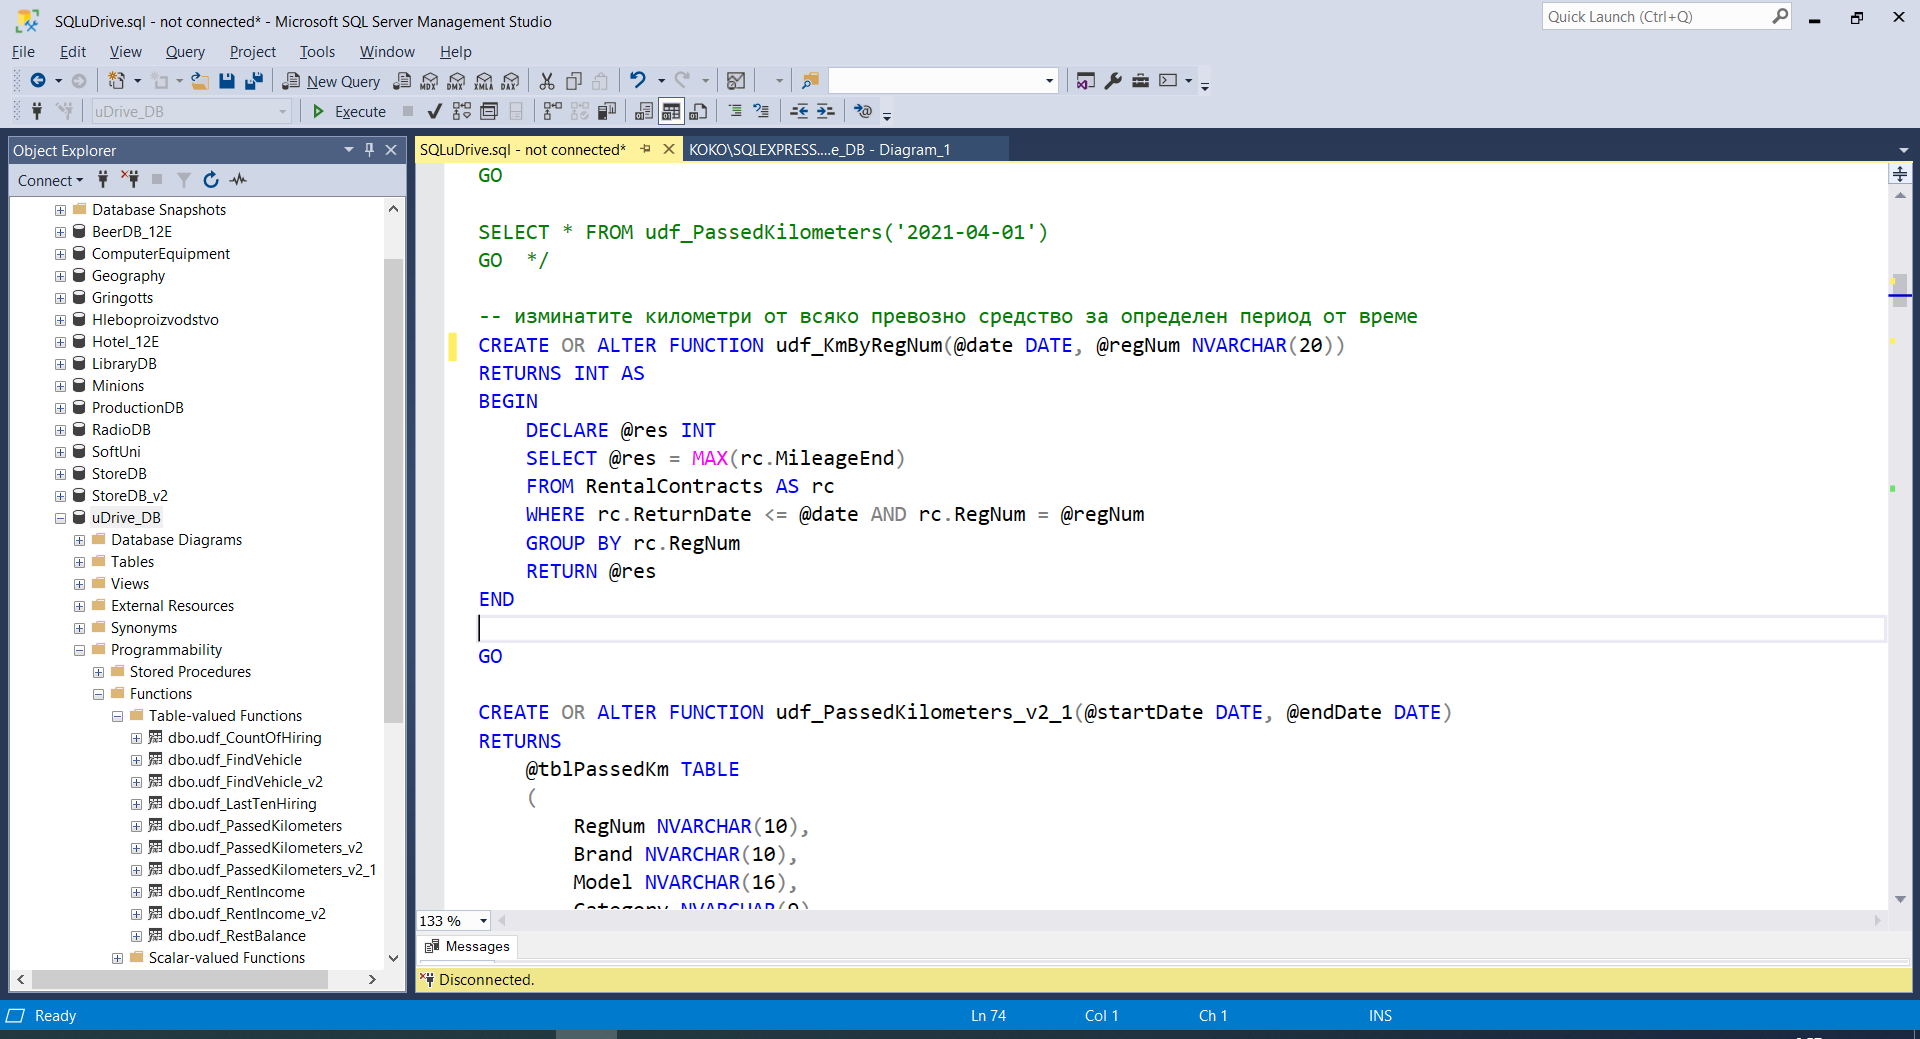 SQLuDrive.sql - not connected* - Microsoft SQL Server Management Studio
Quick Launch (Ctrl+Q)
File Edit View Query Project Tools Window Help
New Query MDX DMX XMLA DAX
uDrive_DB Execute
Object Explorer
Connect
Database Snapshots
BeerDB_12E
ComputerEquipment
Geography
Gringotts
Hleboproizvodstvo
Hotel_12E
LibraryDB
Minions
ProductionDB
RadioDB
SoftUni
StoreDB
StoreDB_v2
uDrive_DB
Database Diagrams
Tables
Views
External Resources
Synonyms
Programmability
Stored Procedures
Functions
Table-valued Functions
dbo.udf_CountOfHiring
dbo.udf_FindVehicle
dbo.udf_FindVehicle_v2
dbo.udf_LastTenHiring
dbo.udf_PassedKilometers
dbo.udf_PassedKilometers_v2
dbo.udf_PassedKilometers_v2_1
dbo.udf_RentIncome
dbo.udf_RentIncome_v2
dbo.udf_RestBalance
Scalar-valued Functions
SQLuDrive.sql - not connected* KOKO\SQLEXPRESS....e_DB - Diagram_1
GO
SELECT * FROM udf_PassedKilometers('2021-04-01')
GO */
-- изминатите километри от всяко превозно средство за определен период от време
CREATE OR ALTER FUNCTION udf_KmByRegNum(@date DATE, @regNum NVARCHAR(20))
RETURNS INT AS
BEGIN
DECLARE @res INT
SELECT @res = MAX(rc.MileageEnd)
FROM RentalContracts AS rc
WHERE rc.ReturnDate <= @date AND rc.RegNum = @regNum
GROUP BY rc.RegNum
RETURN @res
END
GO
CREATE OR ALTER FUNCTION udf_PassedKilometers_v2_1(@startDate DATE, @endDate DATE)
RETURNS
@tblPassedKm TABLE
(
RegNum NVARCHAR(10),
Brand NVARCHAR(10),
Model NVARCHAR(16),
Category NVARCHAR(9)
133 %
Messages
Disconnected.
Ready Ln 74 Col 1 Ch 1 INS